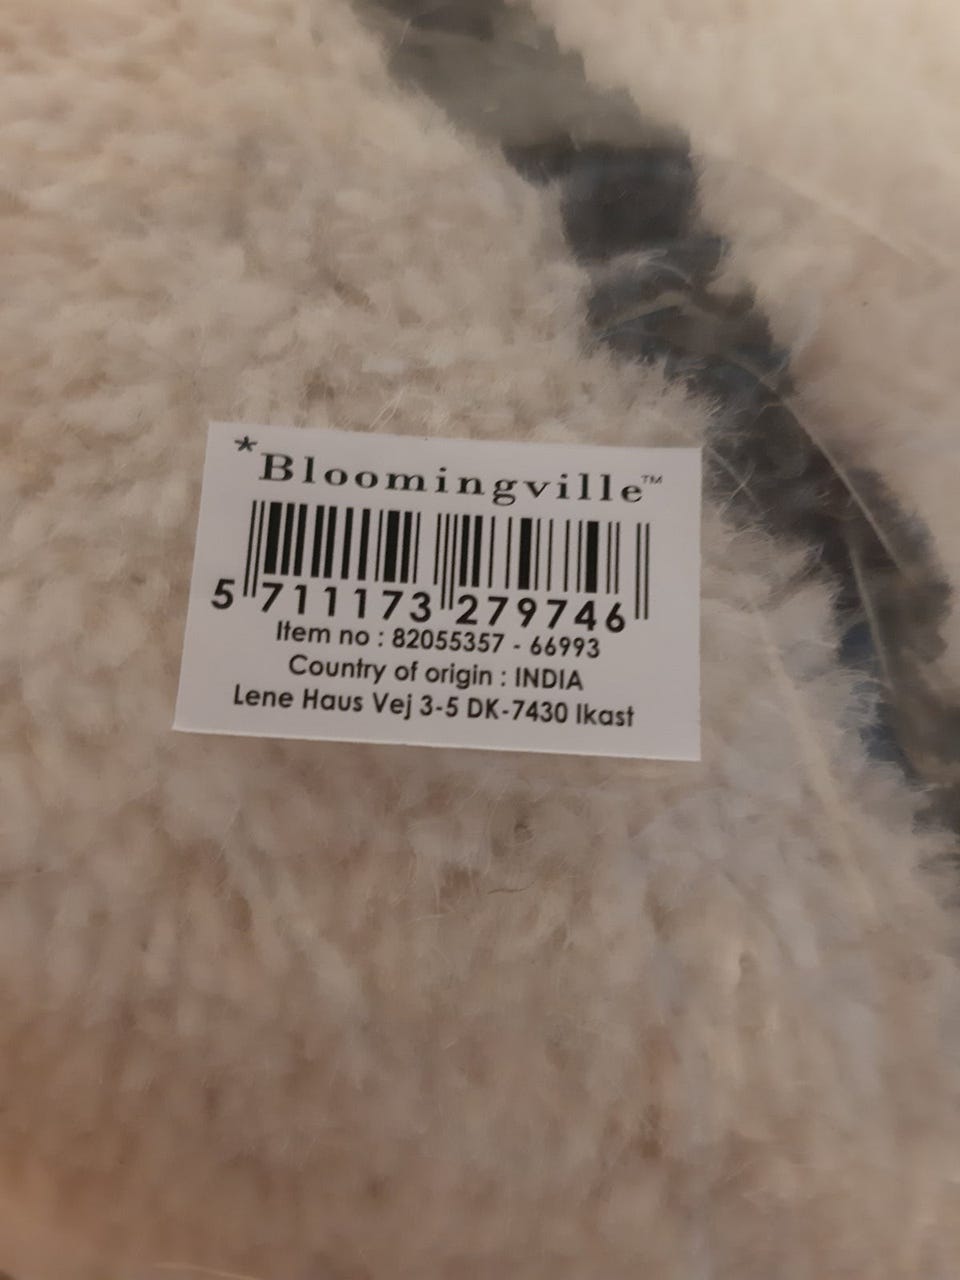 *Bloomingville™
5 711173 279746
Item no : 82055357 - 66993
Country of origin : INDIA
Lene Haus Vej 3-5 DK-7430 Ikast